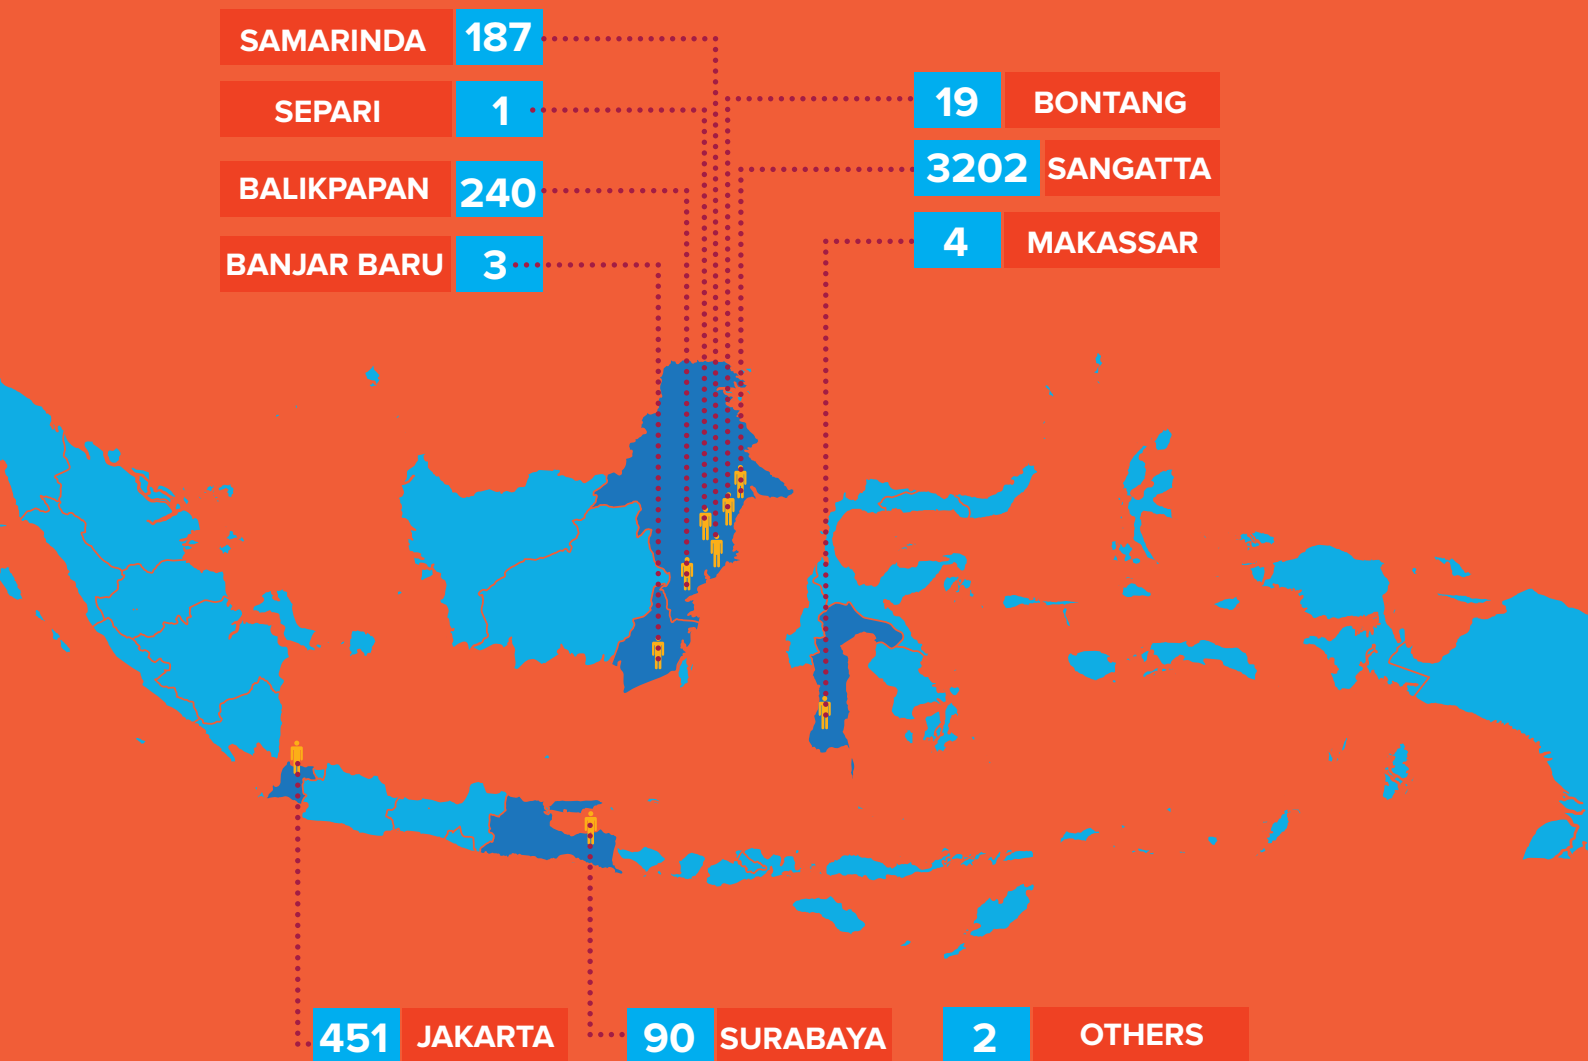 SAMARINDA 187
SEPARI 1
BALIKPAPAN 240
BANJAR BARU 3
19 BONTANG
3202 SANGATTA
4 MAKASSAR
451 JAKARTA
90 SURABAYA
2 OTHERS